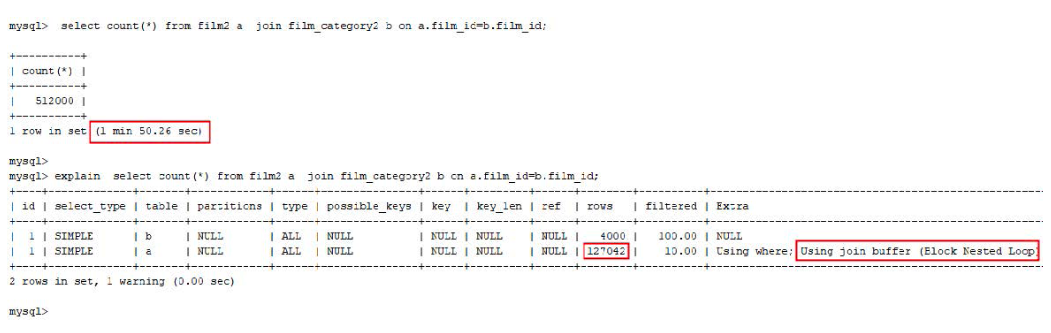 mysql> select count(*) from film2 a join film_category2 b on a.film_id=b.film_id;
+----------+
| count(*) |
+----------+
| 512000 |
+----------+
1 row in set (1 min 50.26 sec)
mysql>
mysql> explain select count(*) from film2 a join film_category2 b on a.film_id=b.film_id;
+----+-------------+-------+------------+------+---------------+------+---------+------+--------+----------+----------------------------------------------------
| id | select_type | table | partitions | type | possible_keys | key | key_len | ref | rows | filtered | Extra
+----+-------------+-------+------------+------+---------------+------+---------+------+--------+----------+----------------------------------------------------
| 1 | SIMPLE | b | NULL | ALL | NULL | NULL | NULL | NULL | 4000 | 100.00 | NULL
| 1 | SIMPLE | a | NULL | ALL | NULL | NULL | NULL | NULL | 127042 | 10.00 | Using where; Using join buffer (Block Nested Loop)
+----+-------------+-------+------------+------+---------------+------+---------+------+--------+----------+----------------------------------------------------
2 rows in set, 1 warning (0.00 sec)
mysql>